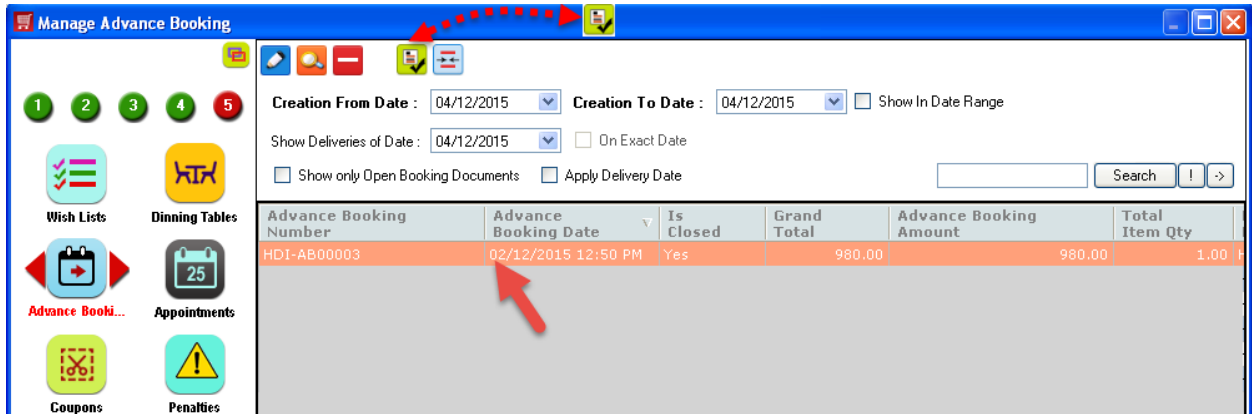 Manage Advance Booking
1 2 3 4 5
Creation From Date : 04/12/2015 Creation To Date : 04/12/2015 Show In Date Range
Show Deliveries of Date : 04/12/2015 On Exact Date
Show only Open Booking Documents Apply Delivery Date Search ! ->
Wish Lists Dinning Tables
Advance Booking Advance Is Grand Advance Booking Total
Number Booking Date Closed Total Amount Item Qty
HDI-AB00003 02/12/2015 12:50 PM Yes 980.00 980.00 1.00
25
Advance Booki... Appointments
Coupons Penalties